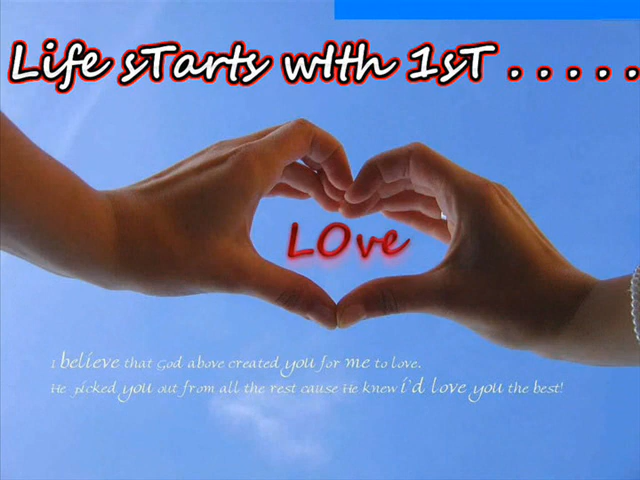 Life sTarts wIth 1sT . . . . .
LOve
I believe that God above created you for me to love.
He picked you out from all the rest cause He knew i'd love you the best!